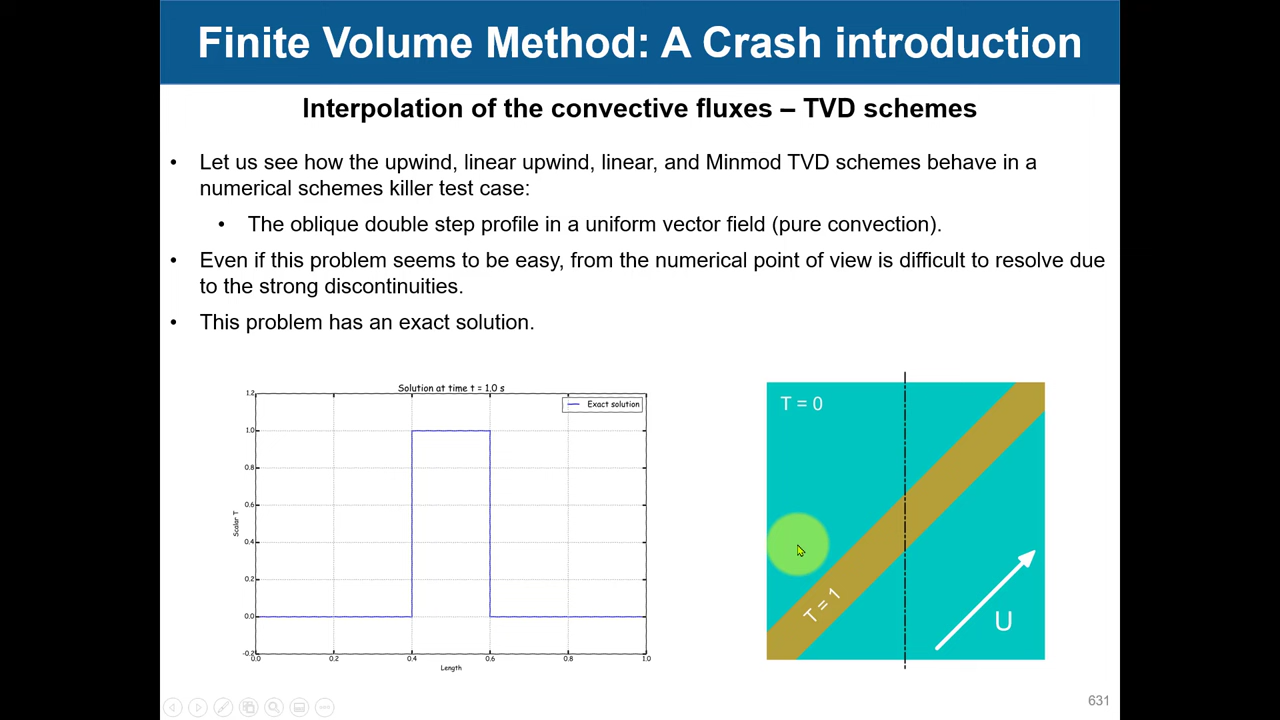 Finite Volume Method: A Crash introduction
Interpolation of the convective fluxes – TVD schemes
• Let us see how the upwind, linear upwind, linear, and Minmod TVD schemes behave in a
numerical schemes killer test case:
• The oblique double step profile in a uniform vector field (pure convection).
• Even if this problem seems to be easy, from the numerical point of view is difficult to resolve due
to the strong discontinuities.
• This problem has an exact solution.
Solution at time t = 1.0 s
Exact solution
1.2
1.0
0.8
0.6
0.4
0.2
0.0
-0.2
Scalar T
0.0 0.2 0.4 0.6 0.8 1.0
Length
T = 0
T = 1
U
631